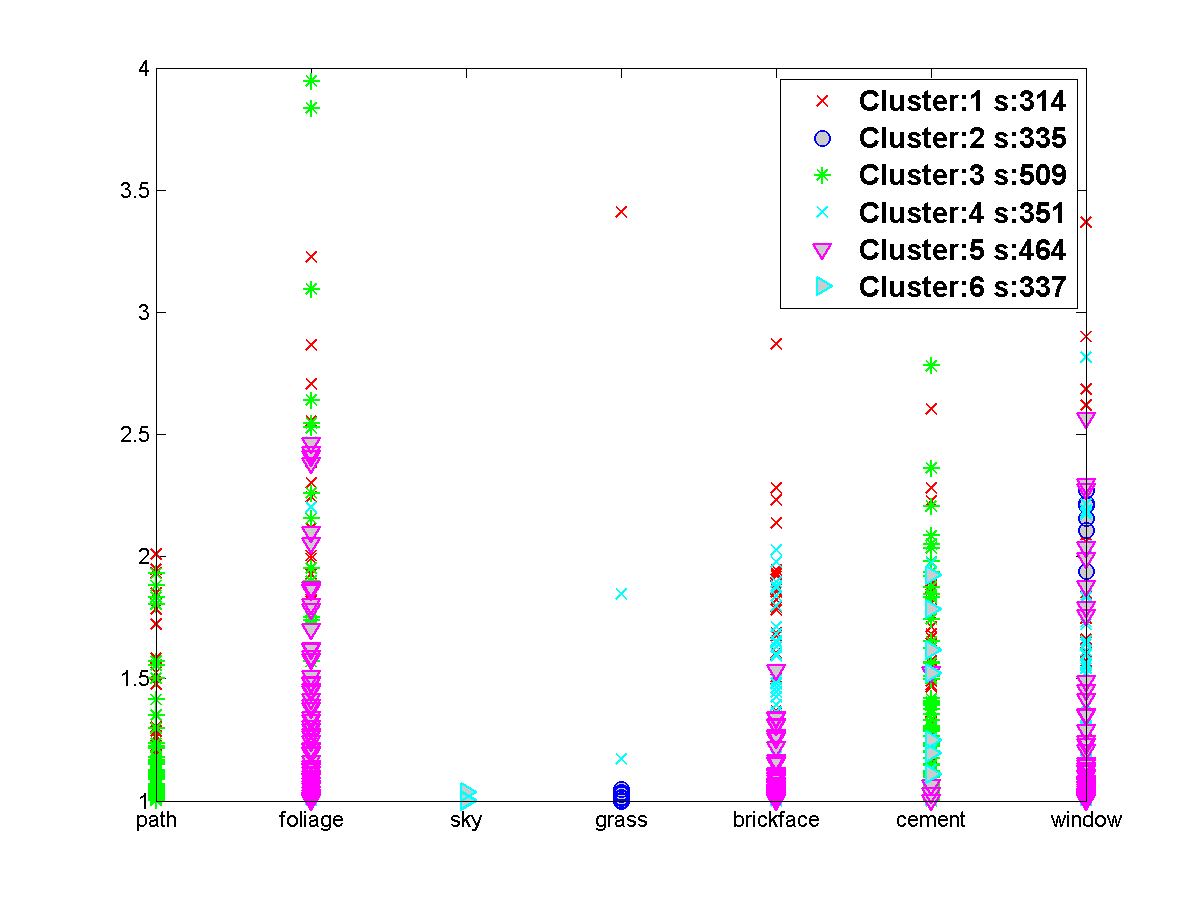 4
3.5
3
2.5
2
1.5
1
path foliage sky grass brickface cement window
Cluster:1 s:314
Cluster:2 s:335
Cluster:3 s:509
Cluster:4 s:351
Cluster:5 s:464
Cluster:6 s:337